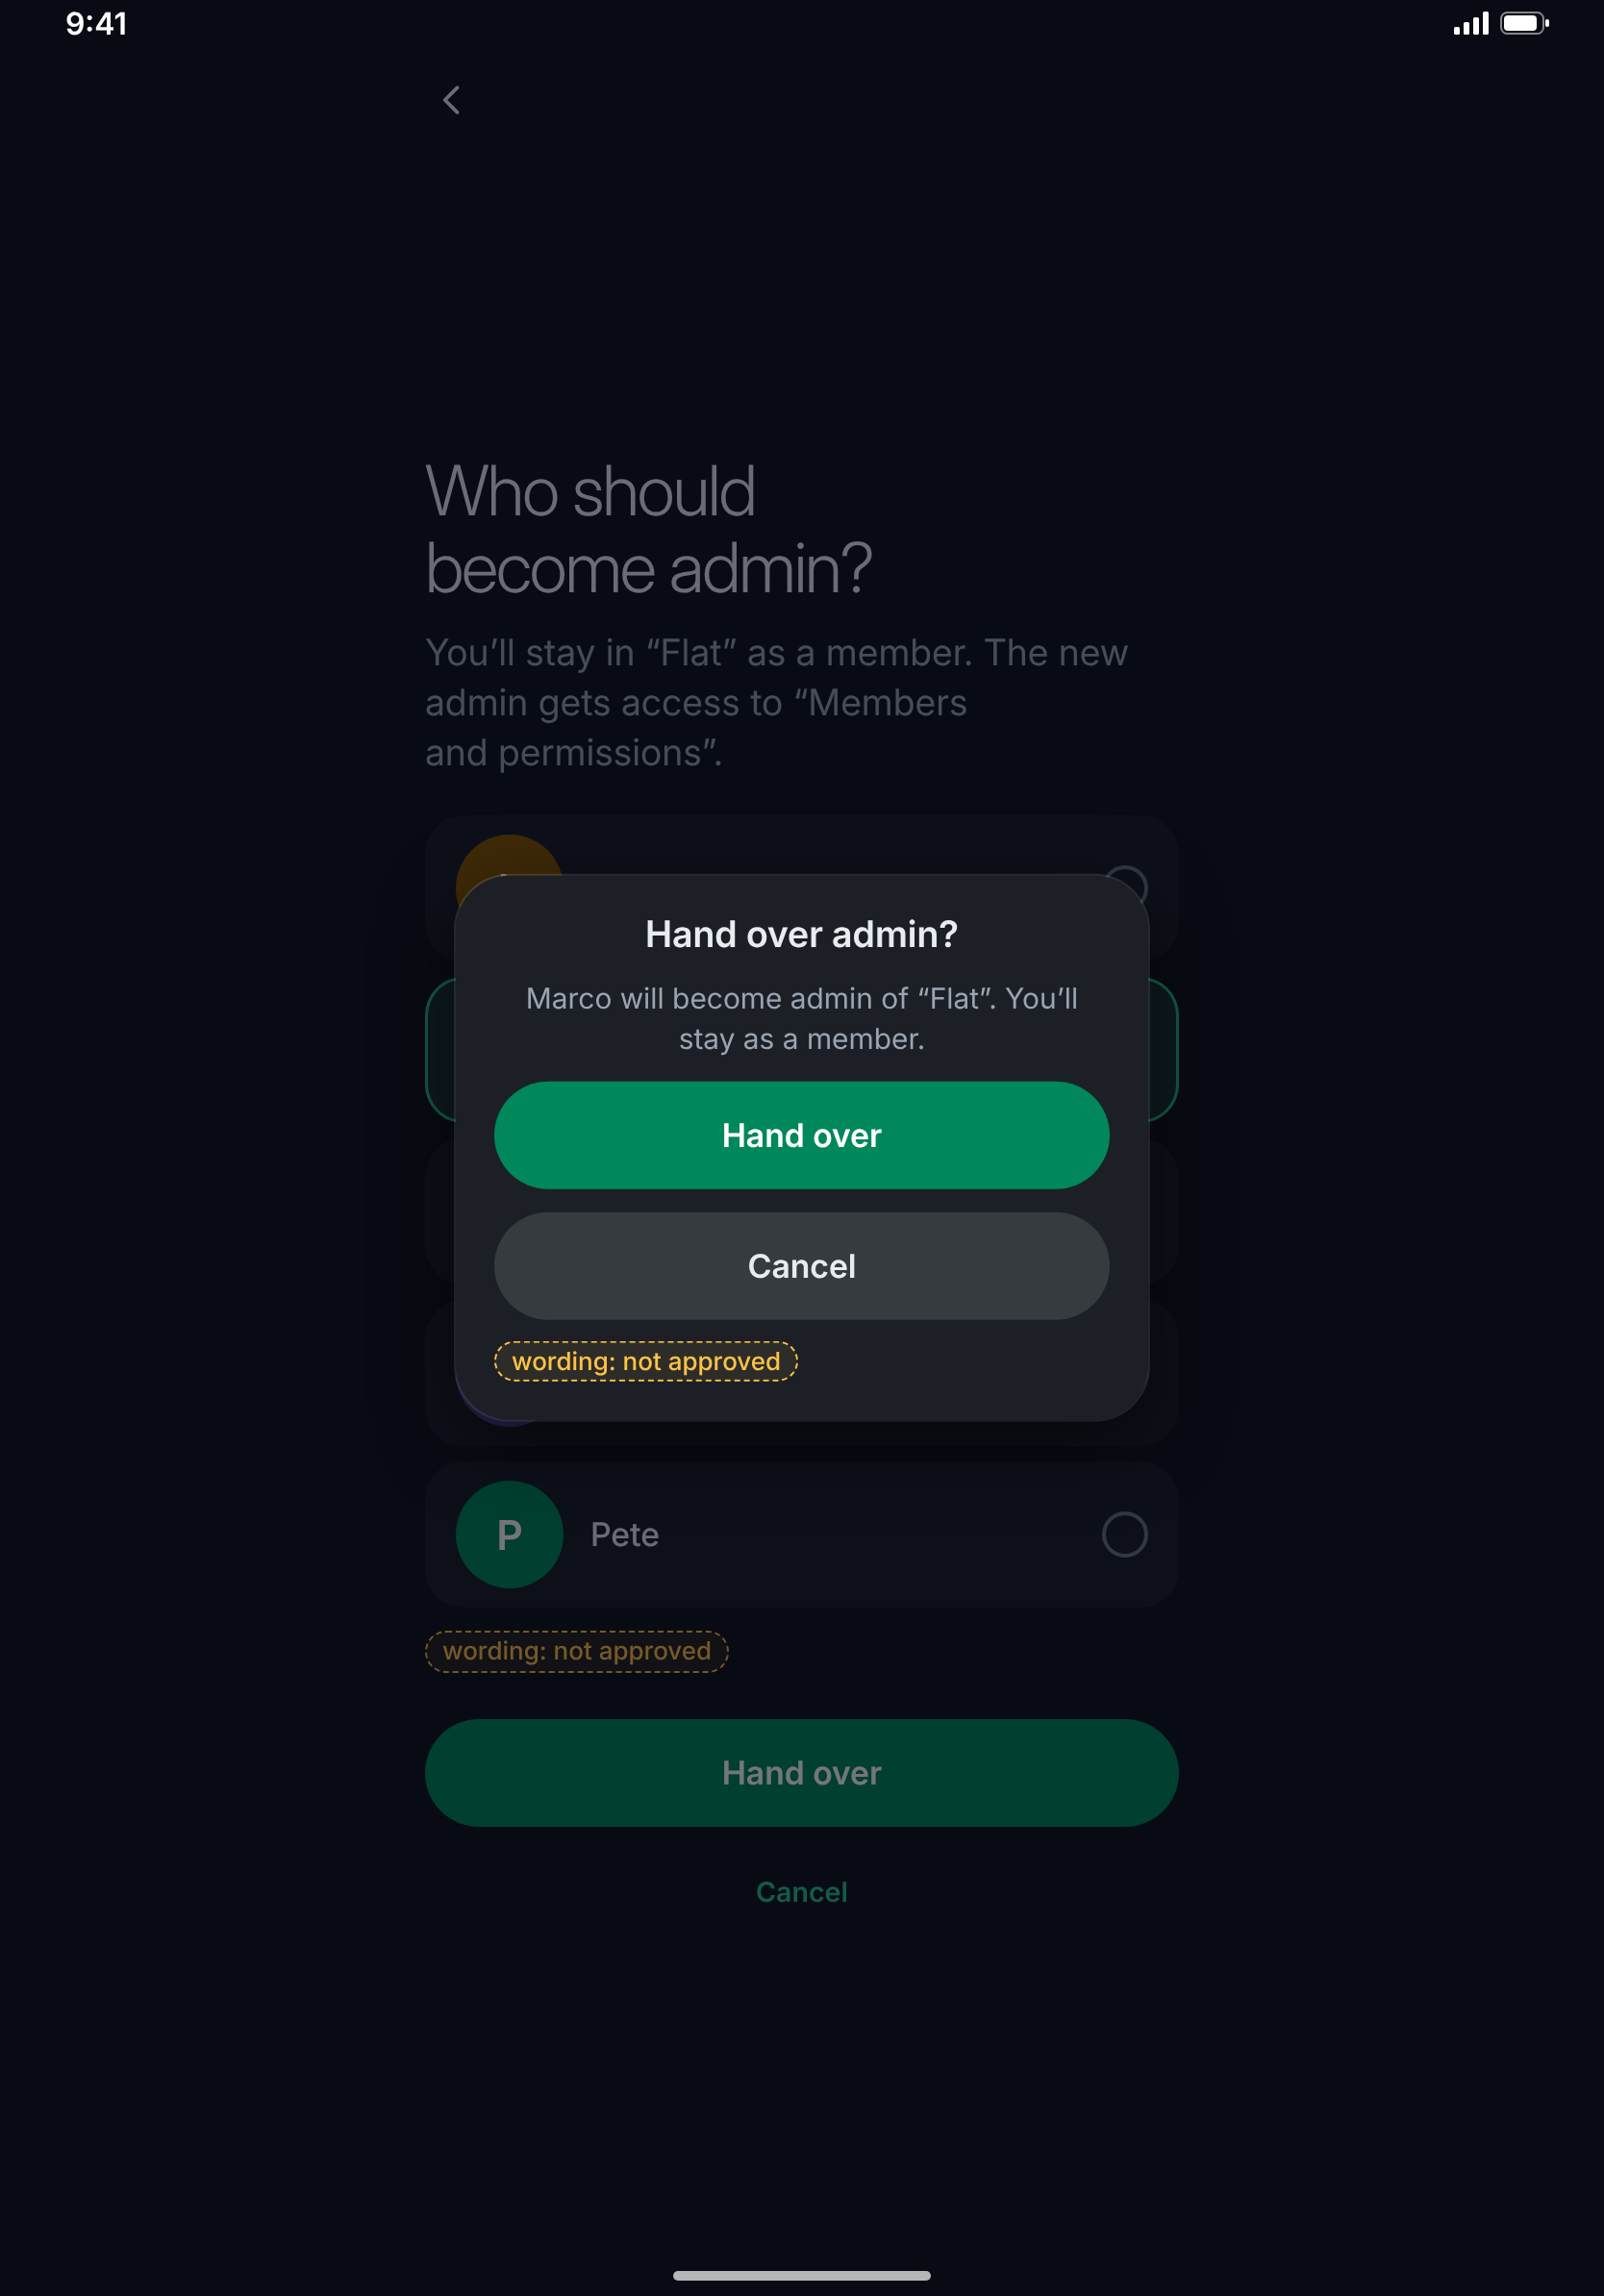 9:41
Who should
become admin?
You’ll stay in “Flat” as a member. The new
admin gets access to “Members
and permissions”.
Hand over admin?
Marco will become admin of “Flat”. You’ll
stay as a member.
Hand over
Cancel
wording: not approved
P
Pete
wording: not approved
Hand over
Cancel